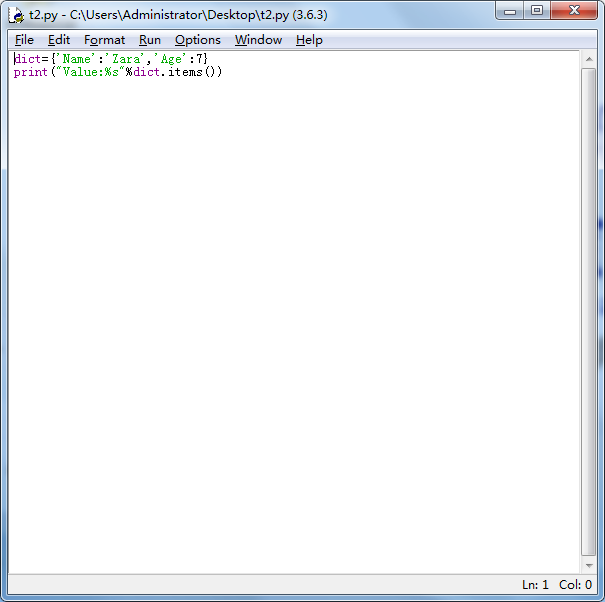 t2.py - C:\Users\Administrator\Desktop\t2.py (3.6.3)
File Edit Format Run Options Window Help
dict={'Name':'Zara','Age':7}
print("Value:%s"%dict.items())
Ln: 1 Col: 0